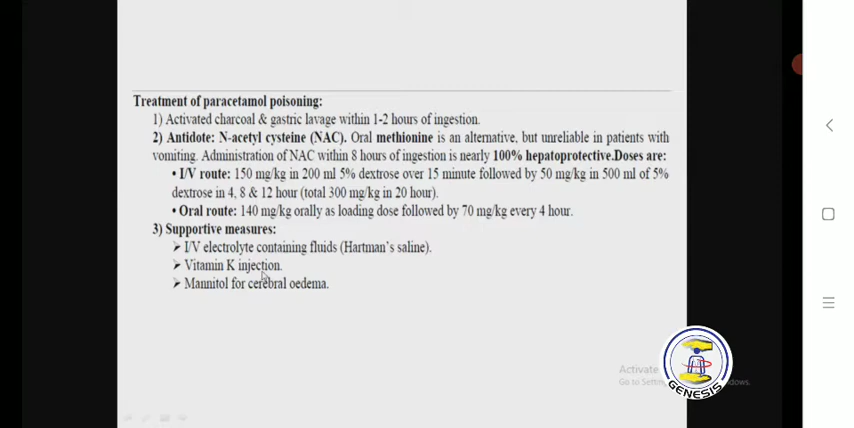 Treatment of paracetamol poisoning:
1) Activated charcoal & gastric lavage within 1-2 hours of ingestion.
2) Antidote: N-acetyl cysteine (NAC). Oral methionine is an alternative, but unreliable in patients with
vomiting. Administration of NAC within 8 hours of ingestion is nearly 100% hepatoprotective.Doses are:
• I/V route: 150 mg/kg in 200 ml 5% dextrose over 15 minute followed by 50 mg/kg in 500 ml of 5%
dextrose in 4, 8 & 12 hour (total 300 mg/kg in 20 hour).
• Oral route: 140 mg/kg orally as loading dose followed by 70 mg/kg every 4 hour.
3) Supportive measures:
➤ I/V electrolyte containing fluids (Hartman's saline).
➤ Vitamin K injection.
➤ Mannitol for cerebral oedema.
Activate
Go to Settin
dows.
GENESIS